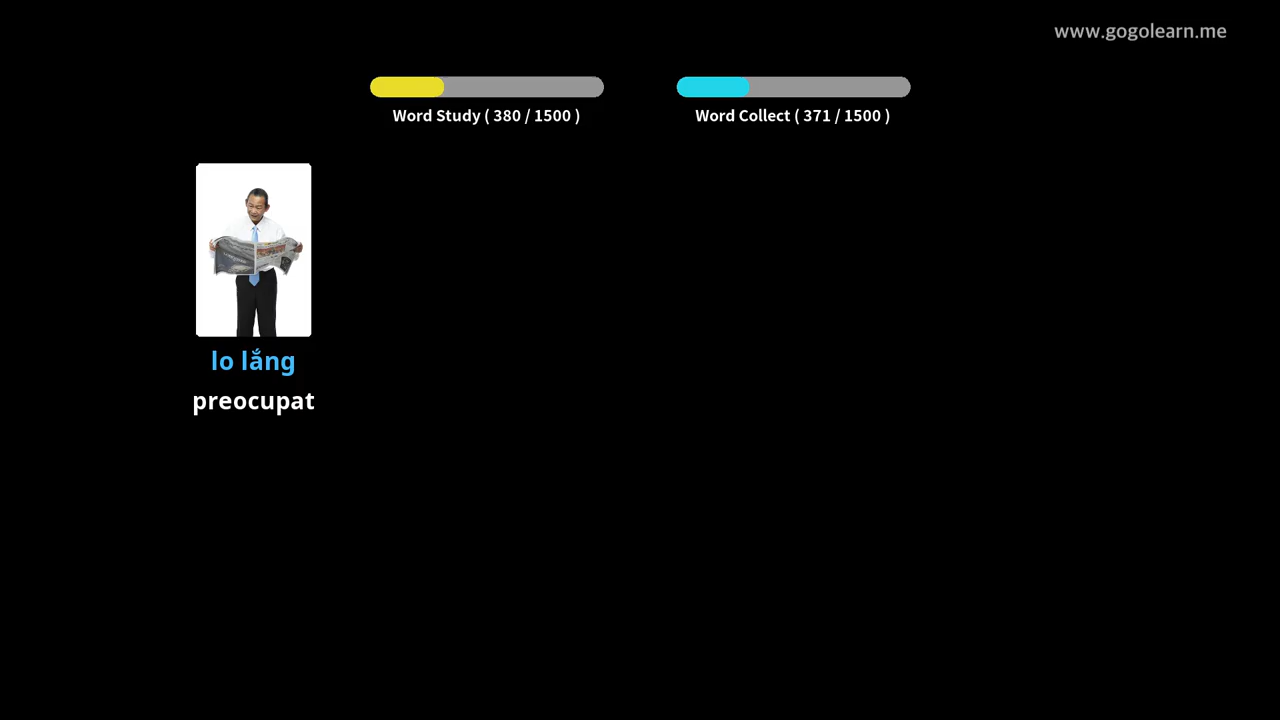 www.gogolearn.me
Word Study ( 380 / 1500 )
Word Collect ( 371 / 1500 )
lo lắng
preocupat